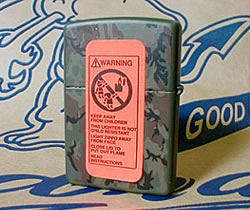 WARNING
KEEP AWAY
FROM CHILDREN
THIS LIGHTER IS NOT
CHILD RESISTANT
LIGHT ZIPPO AWAY
FROM FACE
CLOSE LID TO
PUT OUT FLAME
READ
INSTRUCTIONS
GOOD